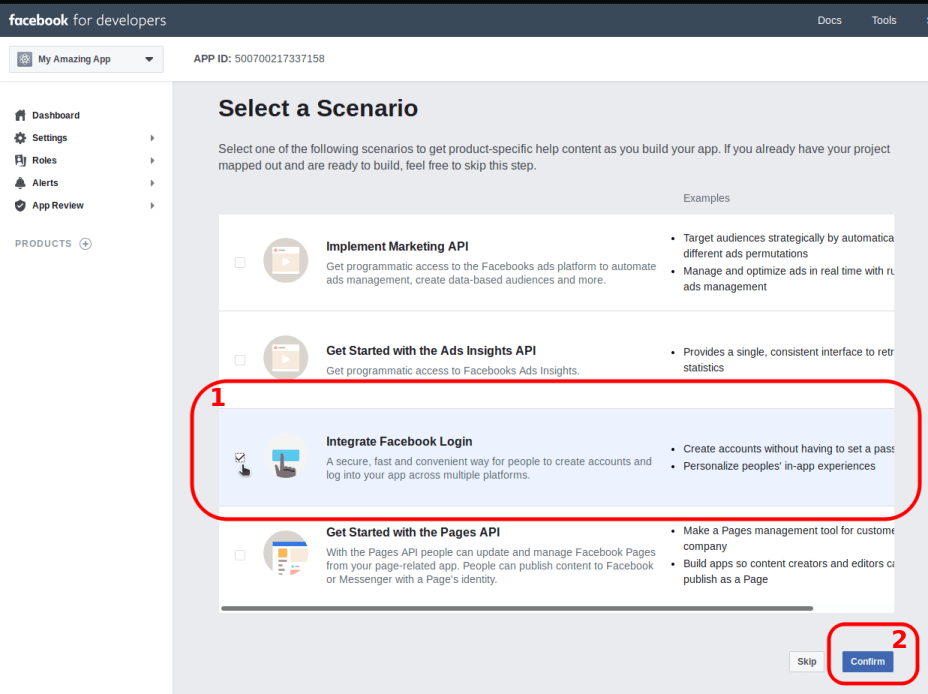 facebook for developers Docs Tools
My Amazing App APP ID: 500700217337158
Dashboard
Settings
Roles
Alerts
App Review
PRODUCTS
Select a Scenario
Select one of the following scenarios to get product-specific help content as you build your app. If you already have your project
mapped out and are ready to build, feel free to skip this step.
Examples
Implement Marketing API
Get programmatic access to the Facebooks ads platform to automate
ads management, create data-based audiences and more.
Target audiences strategically by automatica
different ads permutations
Manage and optimize ads in real time with ru
ads management
Get Started with the Ads Insights API
Get programmatic access to Facebooks Ads Insights.
Provides a single, consistent interface to retr
statistics
1
Integrate Facebook Login
A secure, fast and convenient way for people to create accounts and
log into your app across multiple platforms.
Create accounts without having to set a pass
Personalize peoples' in-app experiences
Get Started with the Pages API
With the Pages API people can update and manage Facebook Pages
from your page-related app. People can publish content to Facebook
or Messenger with a Page's identity.
Make a Pages management tool for custome
company
Build apps so content creators and editors ca
publish as a Page
2
Skip Confirm